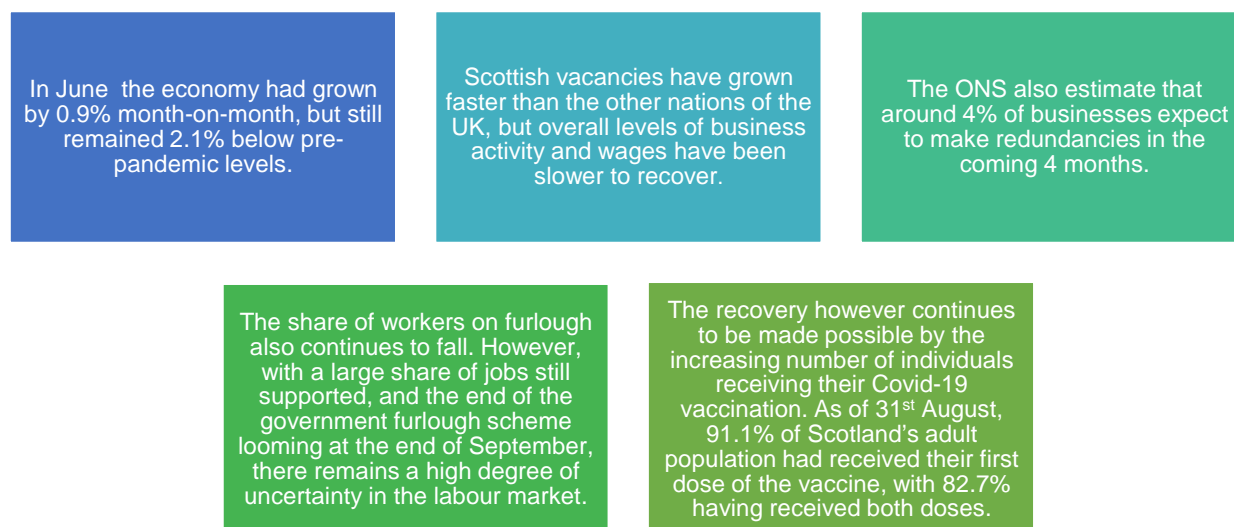 In June  the economy had grown
by 0.9% month-on-month, but still
remained 2.1% below pre-
pandemic levels.
Scottish vacancies have grown
faster than the other nations of the
UK, but overall levels of business
activity and wages have been
slower to recover.
The ONS also estimate that
around 4% of businesses expect
to make redundancies in the
coming 4 months.
The share of workers on furlough
also continues to fall. However,
with a large share of jobs still
supported, and the end of the
government furlough scheme
looming at the end of September,
there remains a high degree of
uncertainty in the labour market.
The recovery however continues
to be made possible by the
increasing number of individuals
receiving their Covid-19
vaccination. As of 31st August,
91.1% of Scotland’s adult
population had received their first
dose of the vaccine, with 82.7%
having received both doses.